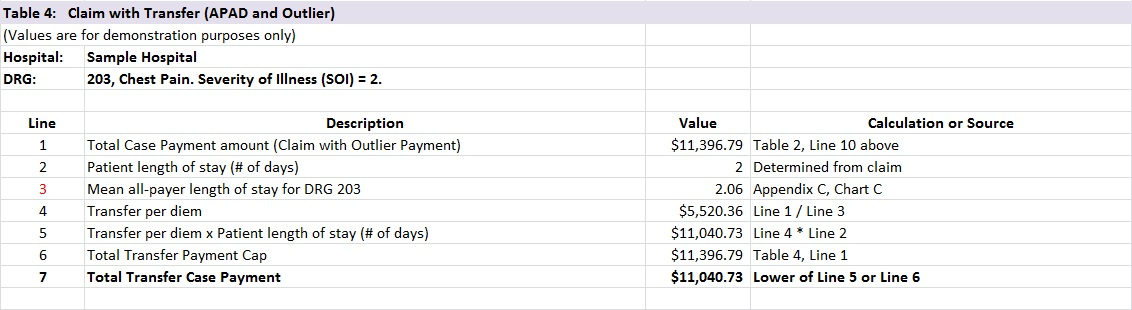 Table 4: Claim with Transfer (APAD and Outlier)
(Values are for demonstration purposes only)
Hospital: Sample Hospital
DRG: 203, Chest Pain. Severity of Illness (SOI) = 2.
Line Description Value Calculation or Source
1 Total Case Payment amount (Claim with Outlier Payment) $11,396.79 Table 2, Line 10 above
2 Patient length of stay (# of days) 2 Determined from claim
3 Mean all-payer length of stay for DRG 203 2.06 Appendix C, Chart C
4 Transfer per diem $5,520.36 Line 1 / Line 3
5 Transfer per diem x Patient length of stay (# of days) $11,040.73 Line 4 * Line 2
6 Total Transfer Payment Cap $11,396.79 Table 4, Line 1
7 Total Transfer Case Payment $11,040.73 Lower of Line 5 or Line 6